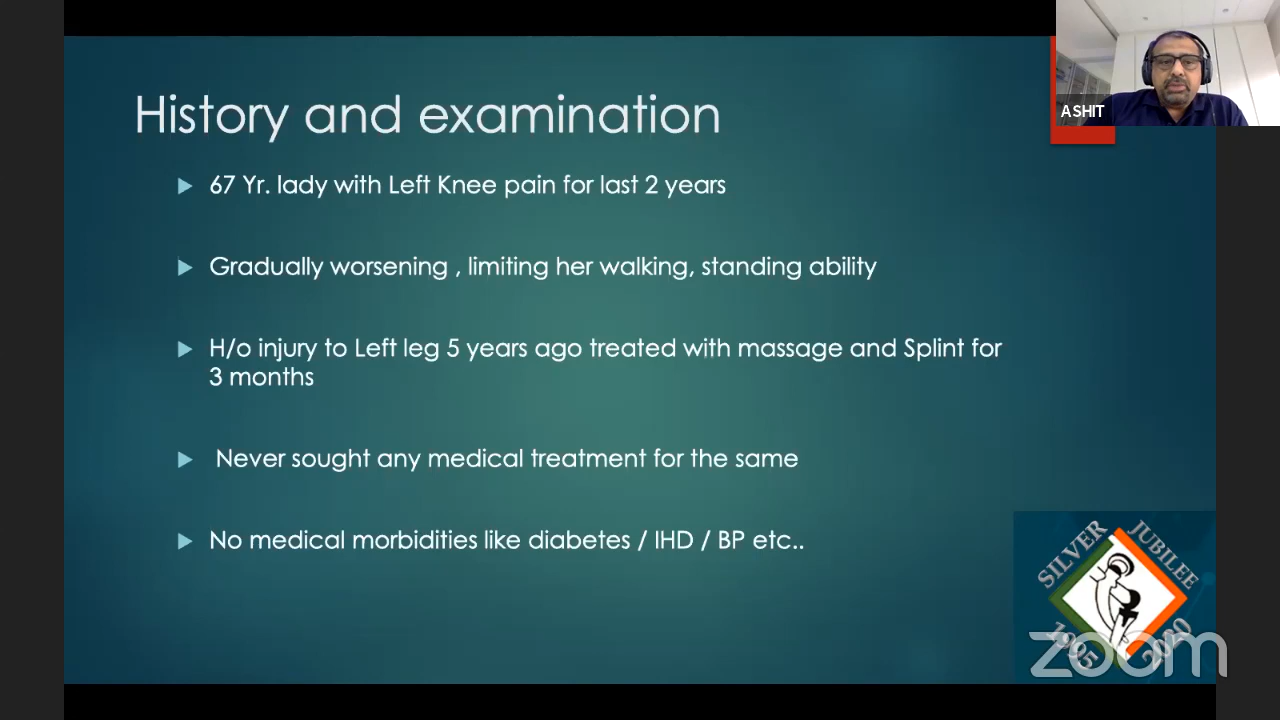 History and examination
67 Yr. lady with Left Knee pain for last 2 years
Gradually worsening , limiting her walking, standing ability
H/o injury to Left leg 5 years ago treated with massage and Splint for
3 months
Never sought any medical treatment for the same
No medical morbidities like diabetes / IHD / BP etc..
ASHIT
SILVER JUBILEE
1995 2020
zoom